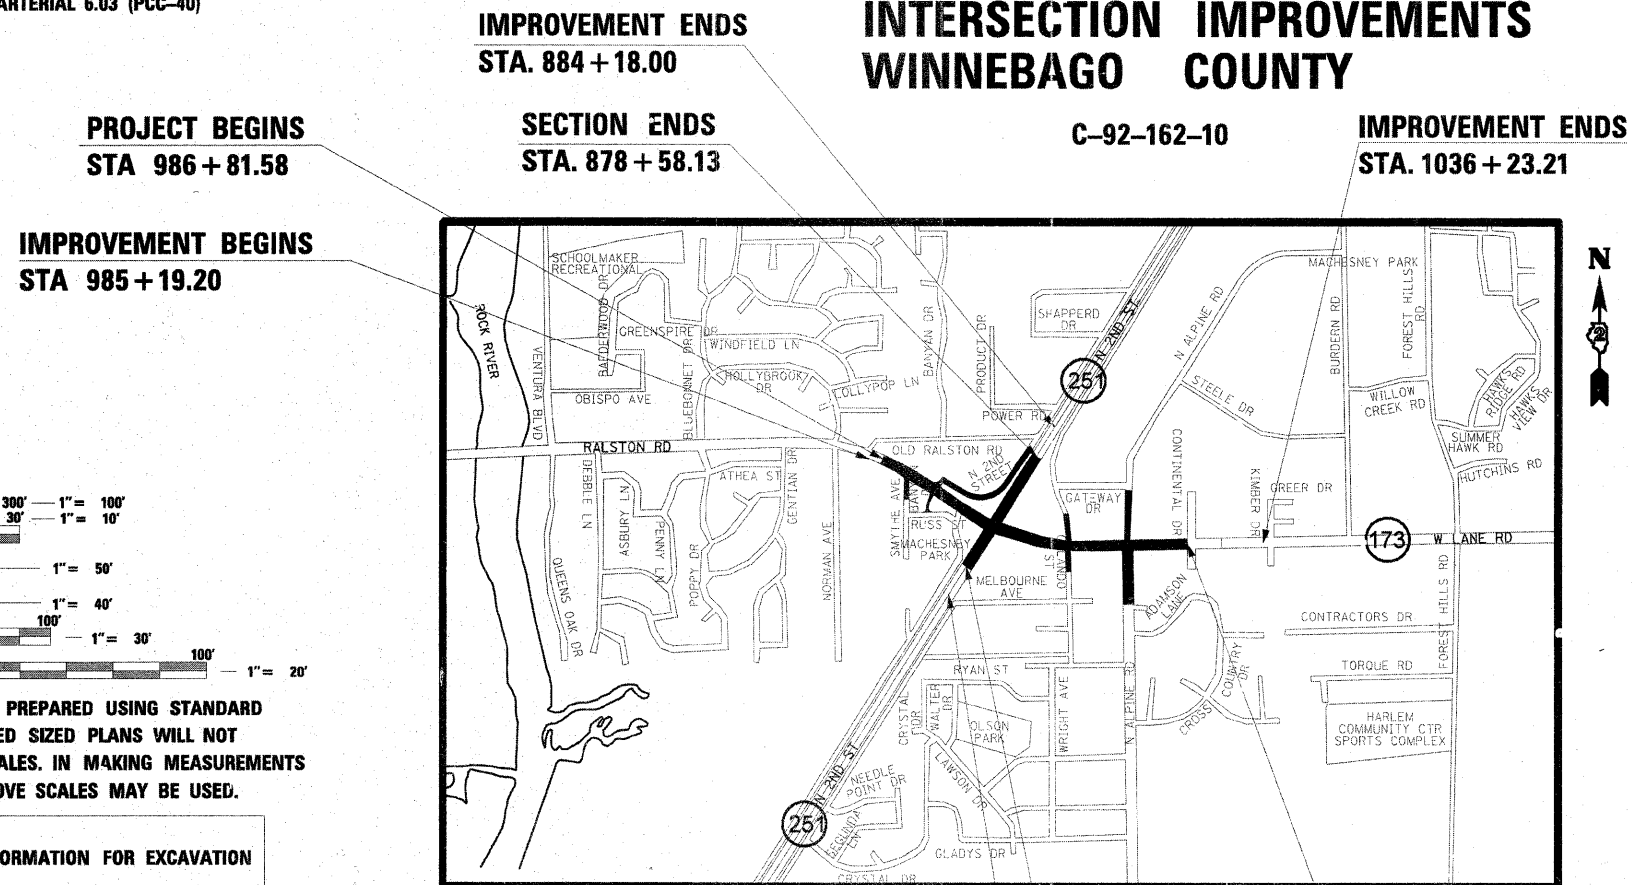 ARTERIAL 6.03 (PCC-40)
INTERSECTION IMPROVEMENTS
WINNEBAGO COUNTY
C-92-162-10
IMPROVEMENT ENDS
STA. 884+18.00
SECTION ENDS
STA. 878+58.13
PROJECT BEGINS
STA 986+81.58
IMPROVEMENT BEGINS
STA 985+19.20
IMPROVEMENT ENDS
STA. 1036+23.21
N
2
SCHOOLMAKER
RECREATIONAL
BAEDERWOOD DR
GREENSPIRE DR
WINDFIELD LN
HOLLYBROOK
DR
LOLLYPOP LN
BANYAN DR
PRODUCT DR
SHAPPERD
DR
N 2ND ST
251
N ALPINE RD
MACHESNEY PARK
BURDEN RD
FOREST HILLS
RD
ROCK RIVER
VENTURA BLVD
OBISPO AVE
BLUEBONNET DR
POWER RD
STEELE DR
WILLOW
CREEK RD
HAWKS
RIDGE RD
HAWKS
VIEW DR
SUMMER
HAWK RD
HUTCHINS RD
RALSTON RD
OLD RALSTON RD
N 2ND
STREET
DEBBLE LN
ATHEA ST
GENTIAN DR
ASBURY LN
PENNY LN
POPPY DR
NORMAN AVE
SMYTHE AVE
RUSS ST
MACHESNEY
PARK
GATEWAY
DR
CONTINENTAL DR
KIMBER DR
GREER DR
173
W LANE RD
QUEENS OAK DR
MELBOURNE
AVE
ST
ADAMSON
LANE
CONTRACTORS DR
FOREST HILLS RD
TORQUE RD
RYAN ST
CRYSTAL
DR
WALTER
DR
OLSON
PARK
WRIGHT AVE
N ALPINE RD
CROSS COUNTRY
DR
HARLEM
COMMUNITY CTR
SPORTS COMPLEX
N 2ND ST
251
NEEDLE
POINT DR
LAWSON DR
LN
GLADYS DR
CRYSTAL DR
300' 1"= 100'
30' 1"= 10'
1"= 50'
1"= 40'
100'
1"= 30'
100'
1"= 20'
PREPARED USING STANDARD
ED SIZED PLANS WILL NOT
ALES. IN MAKING MEASUREMENTS
OVE SCALES MAY BE USED.
ORMATION FOR EXCAVATION